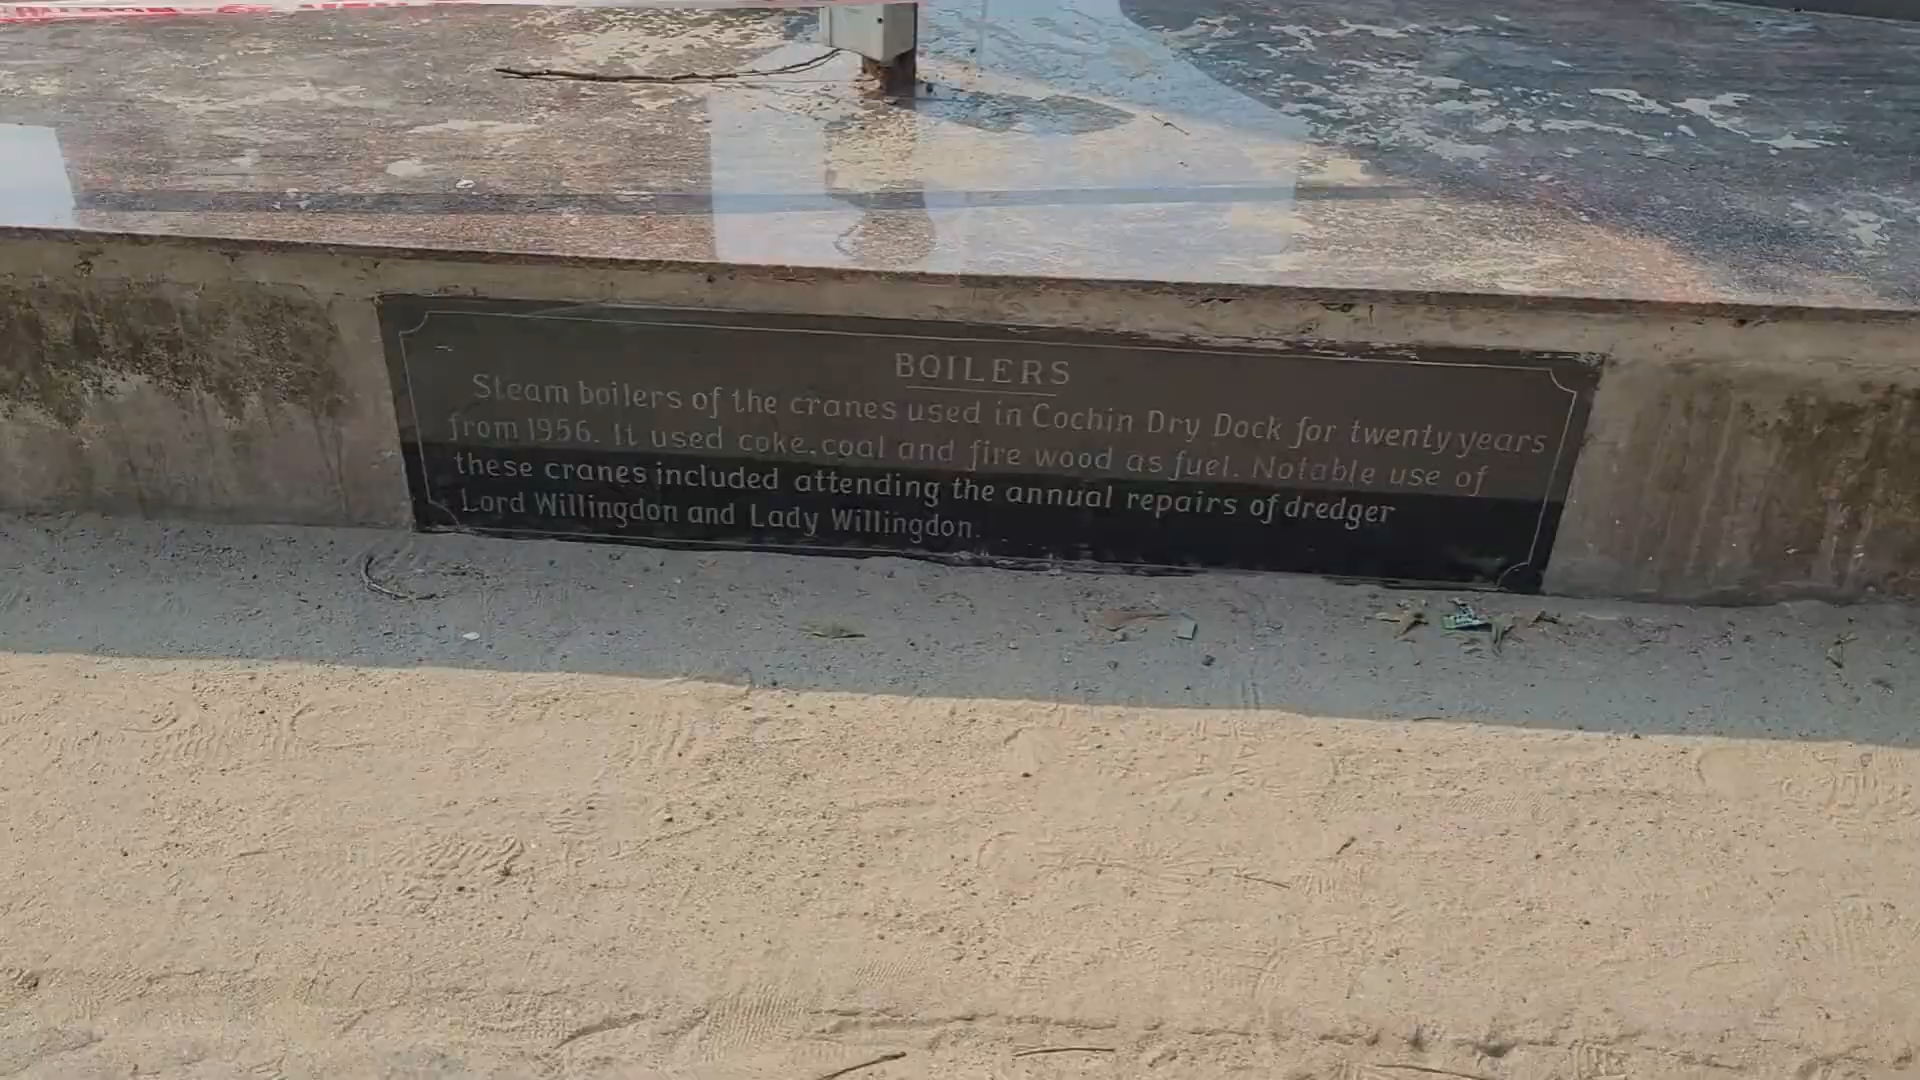 BOILERS
Steam boilers of the cranes used in Cochin Dry Dock for twenty years
from 1956. It used coke, coal and fire wood as fuel. Notable use of
these cranes included attending the annual repairs of dredger
Lord Willingdon and Lady Willingdon.